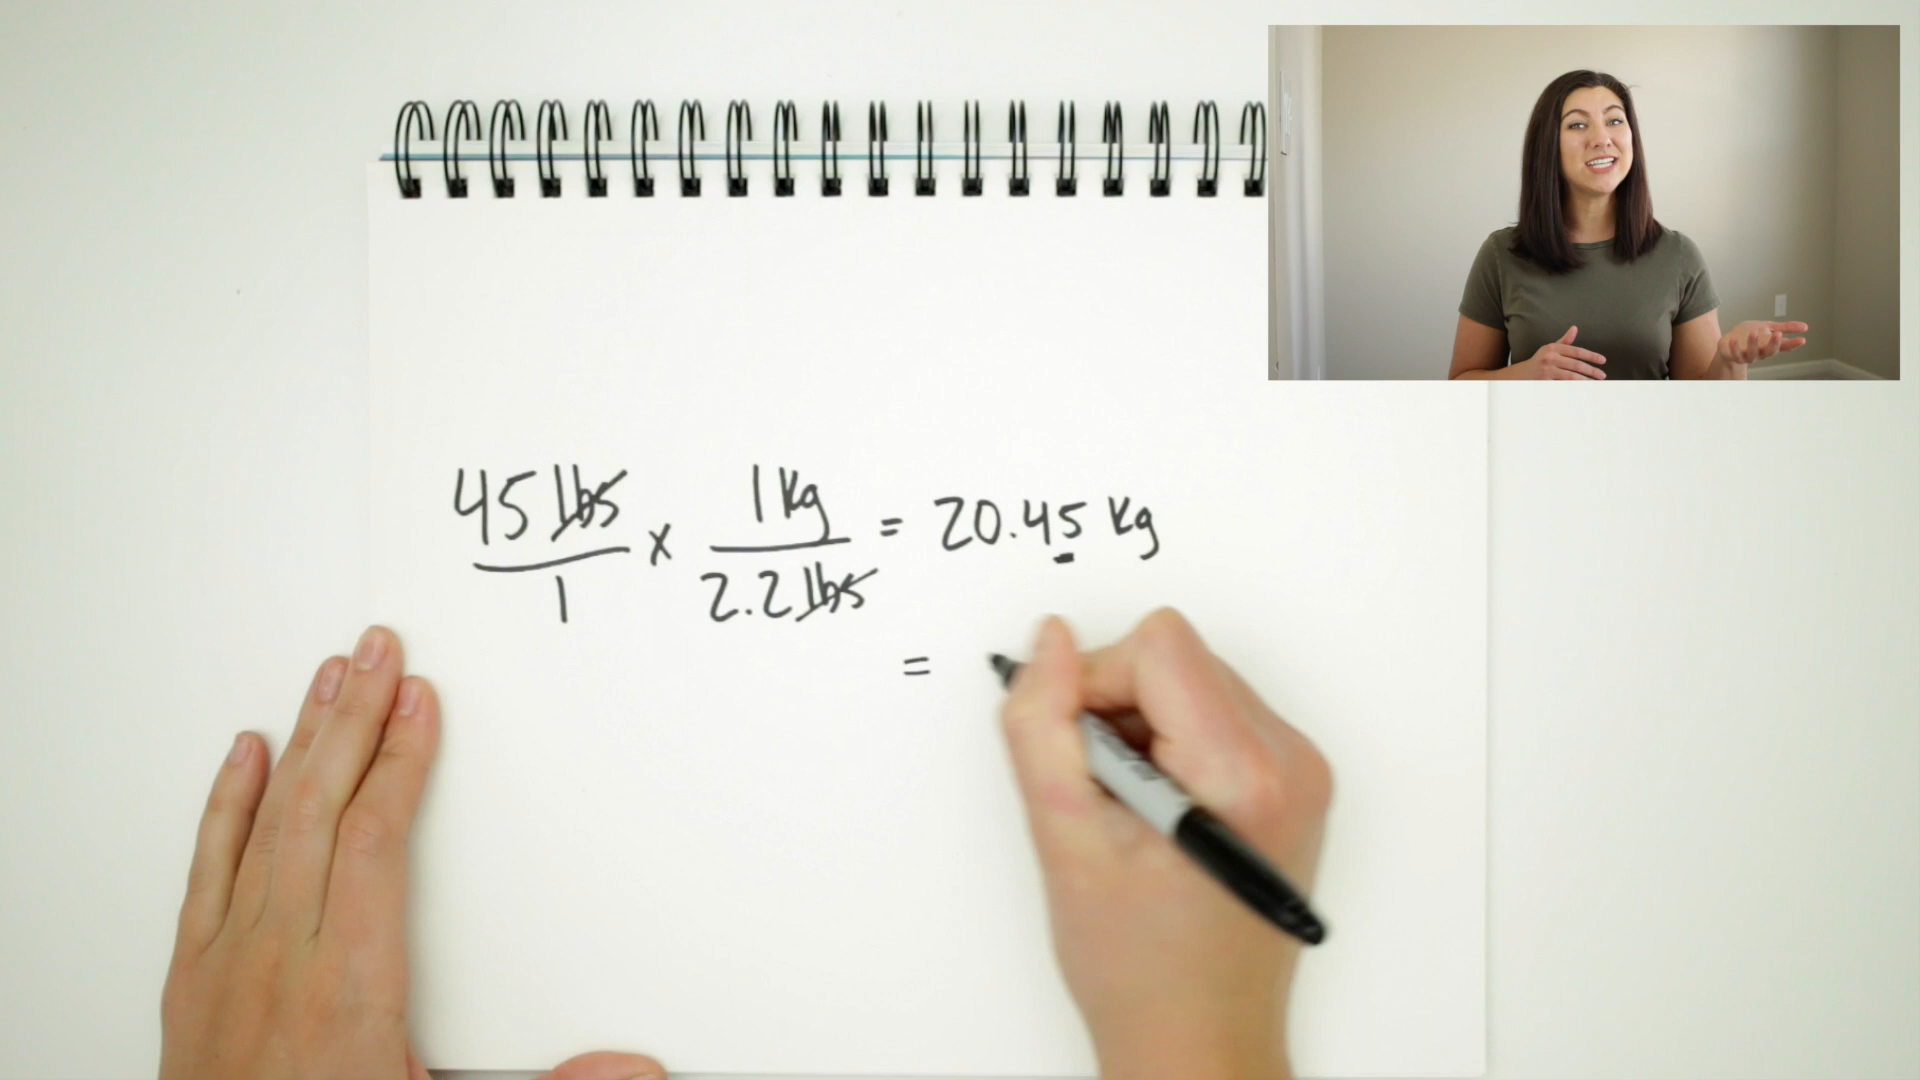 45 lbs / 1 x 1 kg / 2.2 lbs = 20.45 kg
=